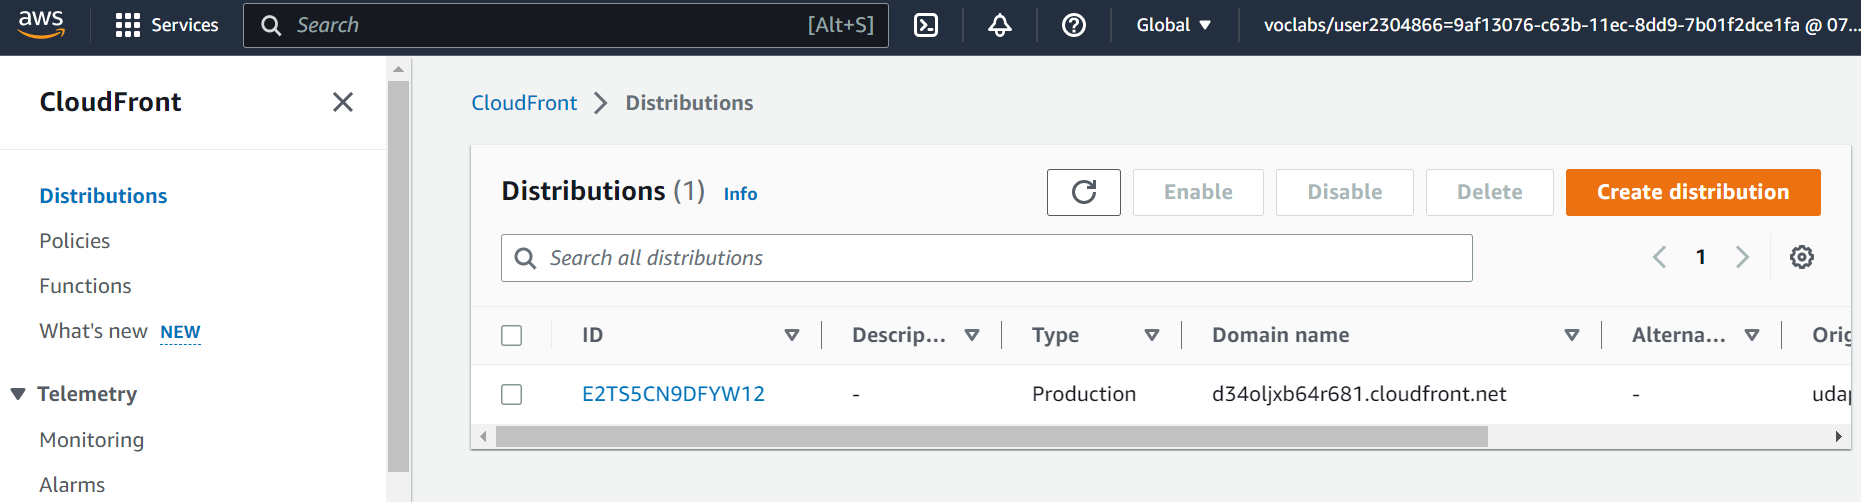 aws Services Search [Alt+S] Global voclabs/user2304866=9af13076-c63b-11ec-8dd9-7b01f2dce1fa @ 07...
CloudFront
Distributions
Policies
Functions
What's new NEW
Telemetry
Monitoring
Alarms
CloudFront Distributions
Distributions (1) Info Enable Disable Delete Create distribution
Search all distributions 1
ID Descrip... Type Domain name Alterna... Orig
E2TS5CN9DFYW12 - Production d34oljxb64r681.cloudfront.net - udap